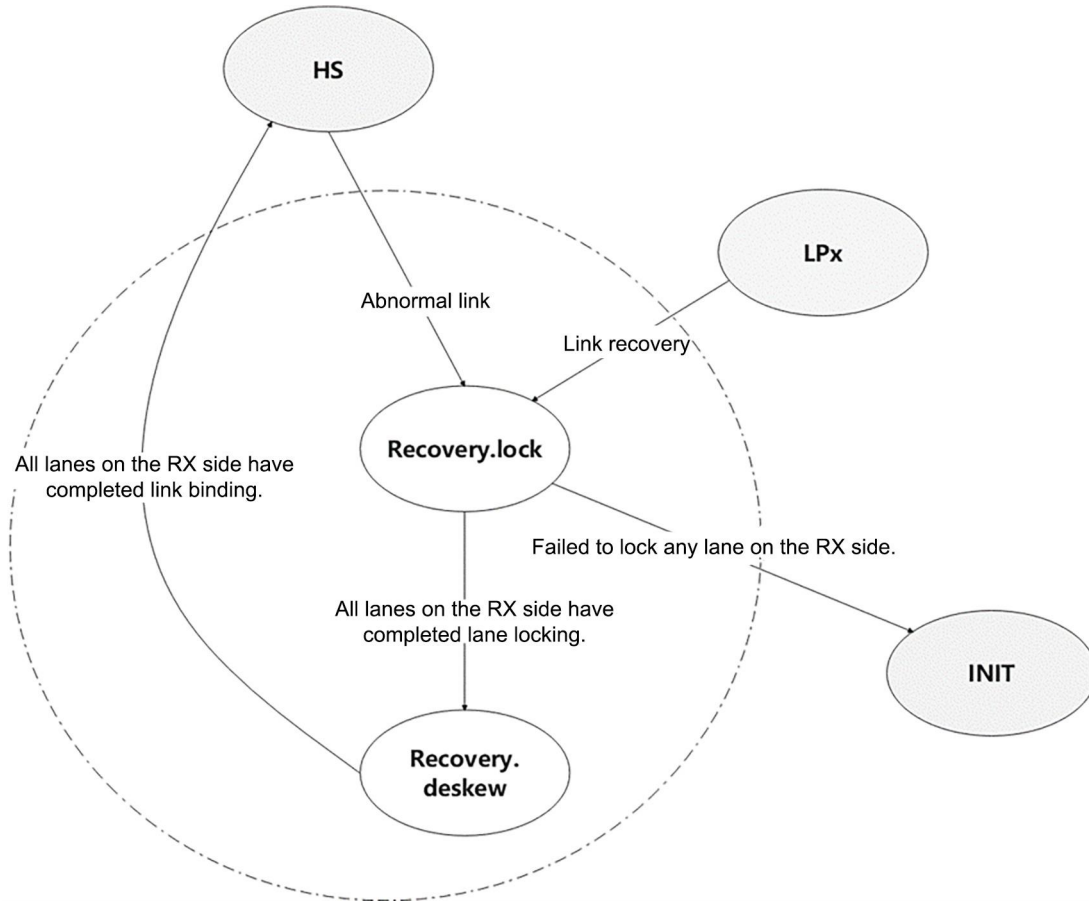 HS
LPx
Abnormal link
Link recovery
Recovery.lock
All lanes on the RX side have
completed link binding.
Failed to lock any lane on the RX side.
All lanes on the RX side have
completed lane locking.
INIT
Recovery.
deskew